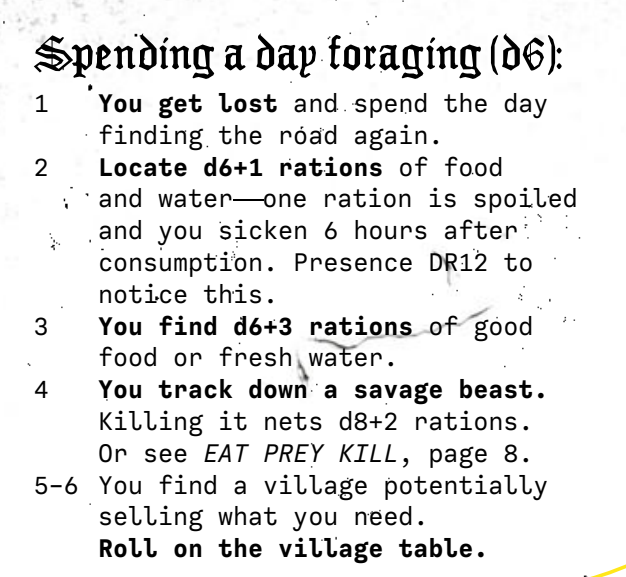 Spending a day foraging (d6):
1 You get lost and spend the day
finding the road again.
2 Locate d6+1 rations of food
and water—one ration is spoiled
and you sicken 6 hours after
consumption. Presence DR12 to
notice this.
3 You find d6+3 rations of good
food or fresh water.
4 You track down a savage beast.
Killing it nets d8+2 rations.
Or see EAT PREY KILL, page 8.
5–6 You find a village potentially
selling what you need.
Roll on the village table.